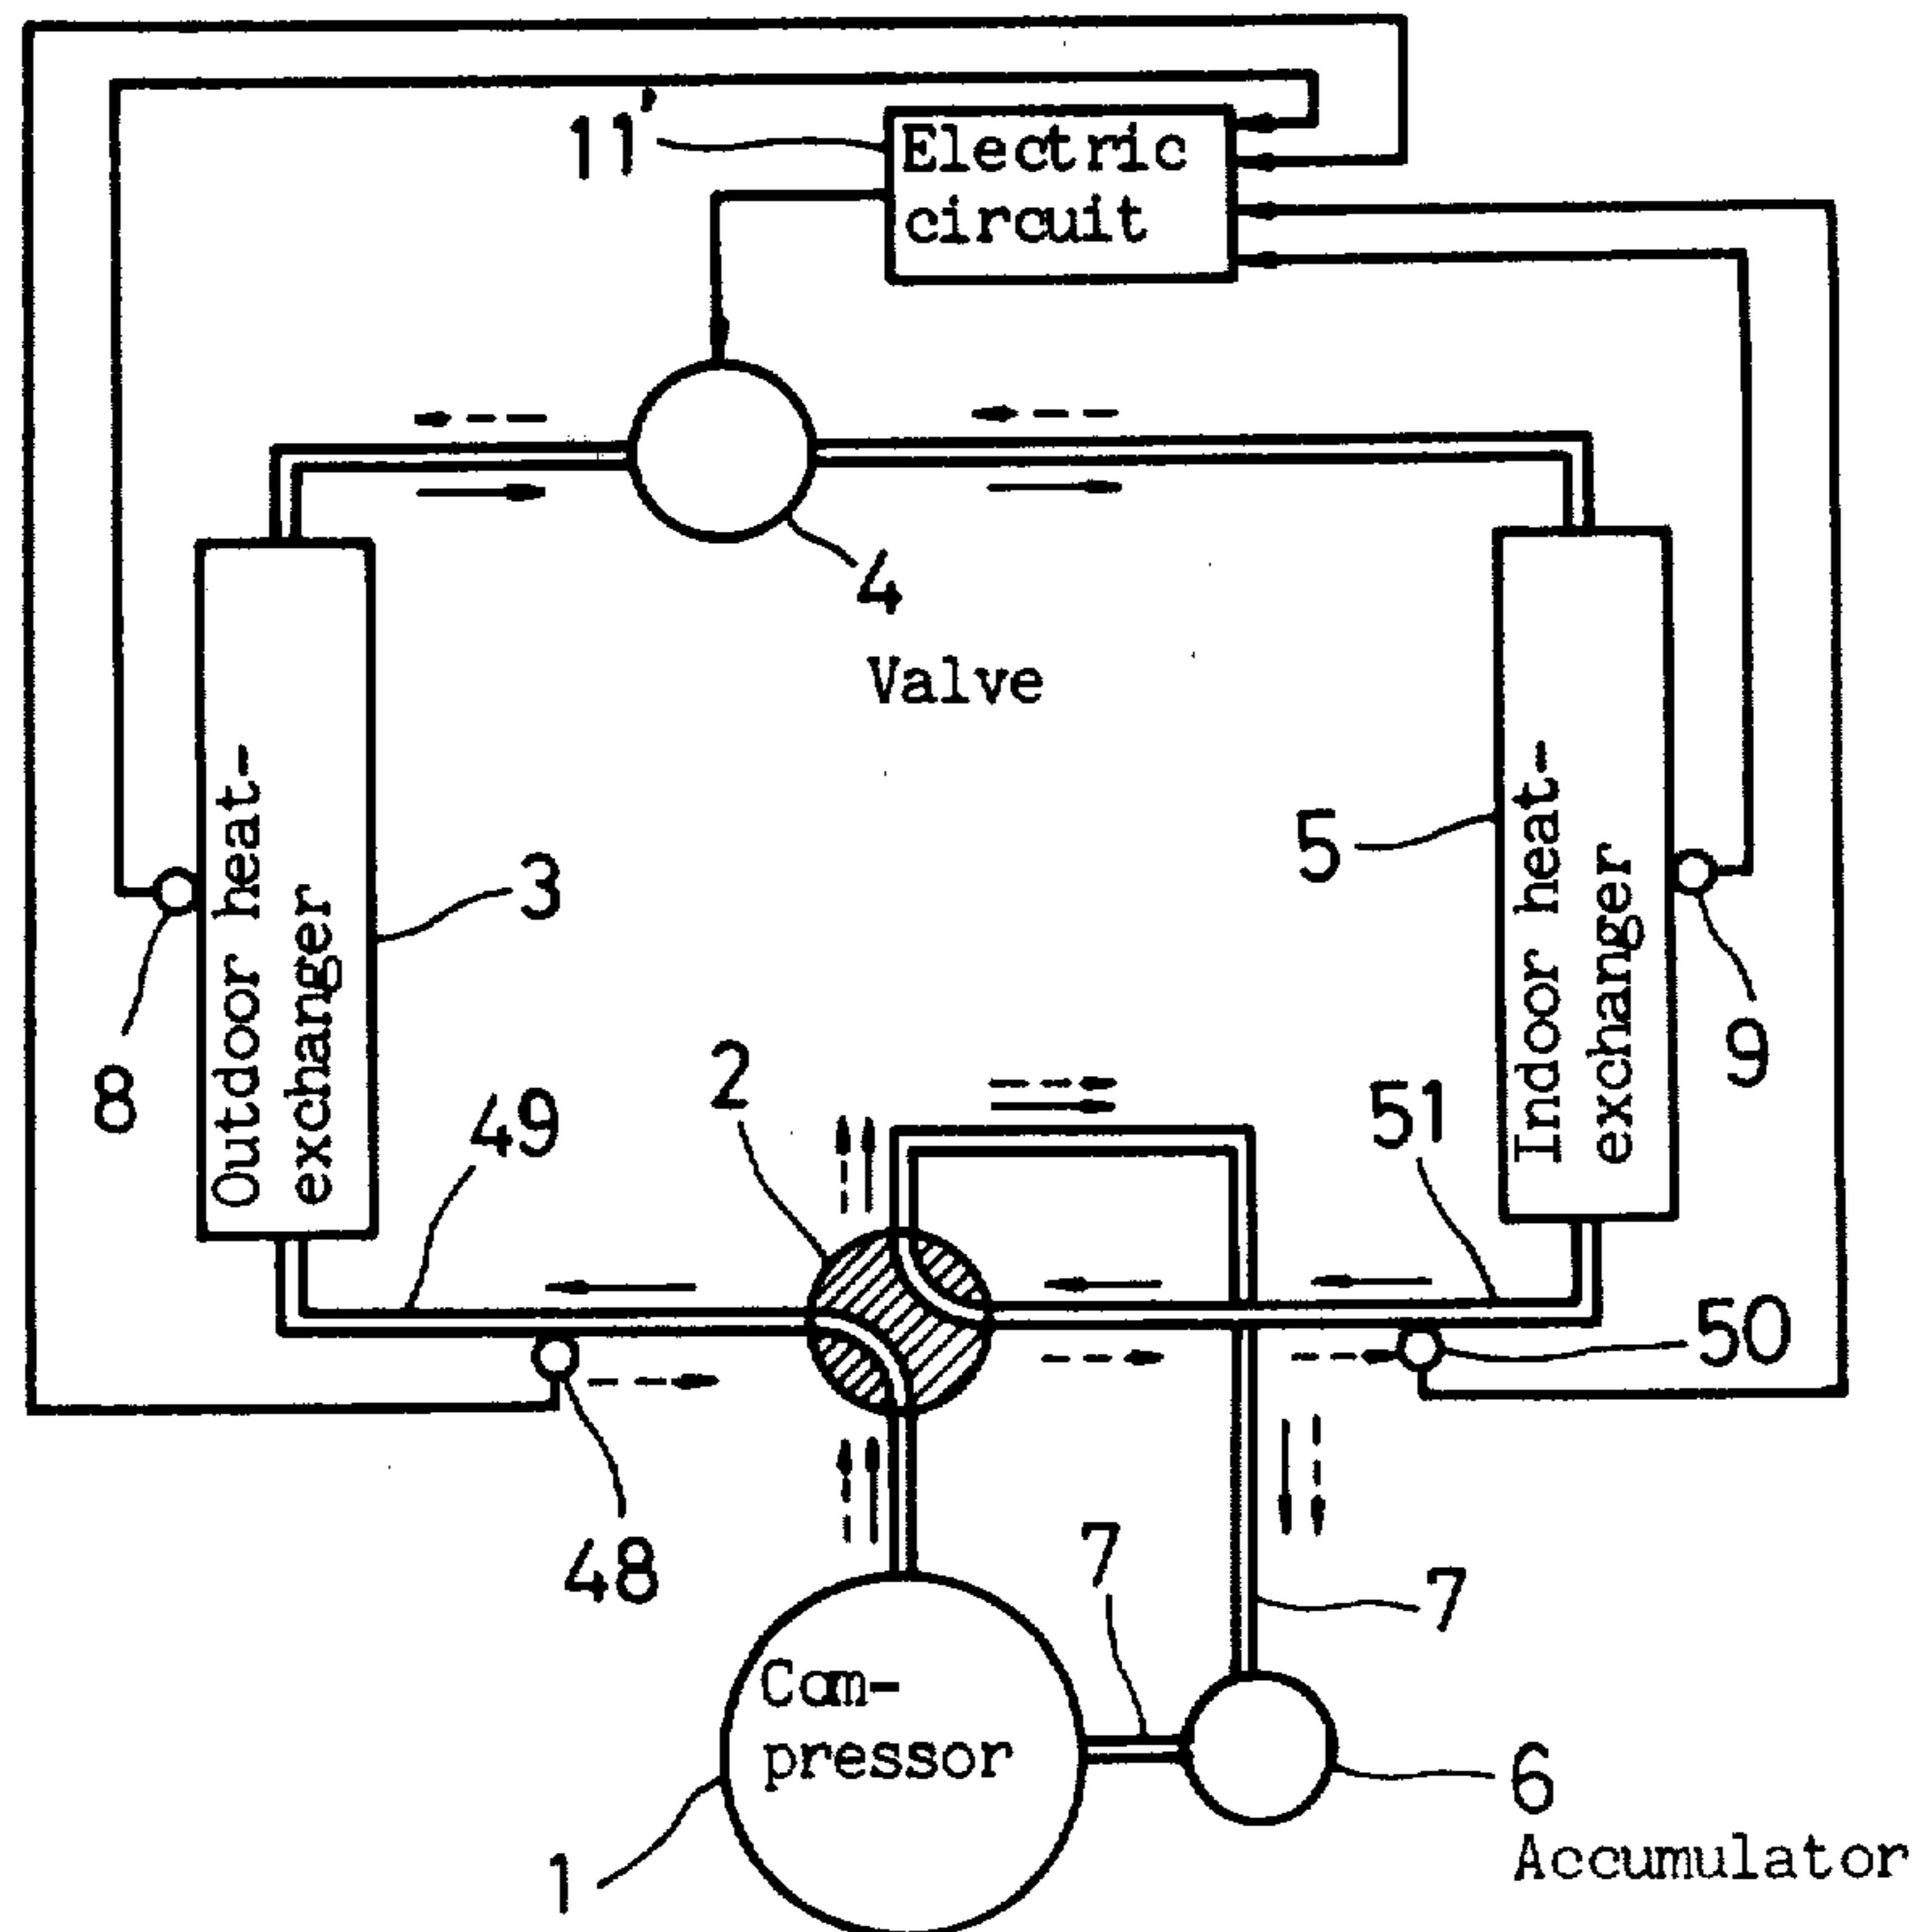 11'
Electric
circuit
4
Valve
Outdoor heat-
exchanger
3
5
Indoor heat-
exchanger
8
9
2
49
51
50
48
7
7
Com-
pressor
1
6
Accumulator